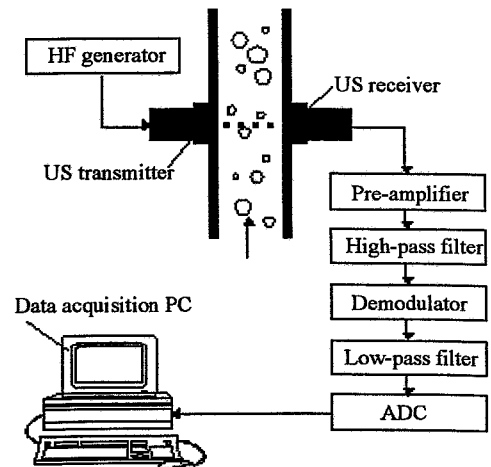 HF generator
US receiver
US transmitter
Pre-amplifier
High-pass filter
Demodulator
Data acquisition PC
Low-pass filter
ADC